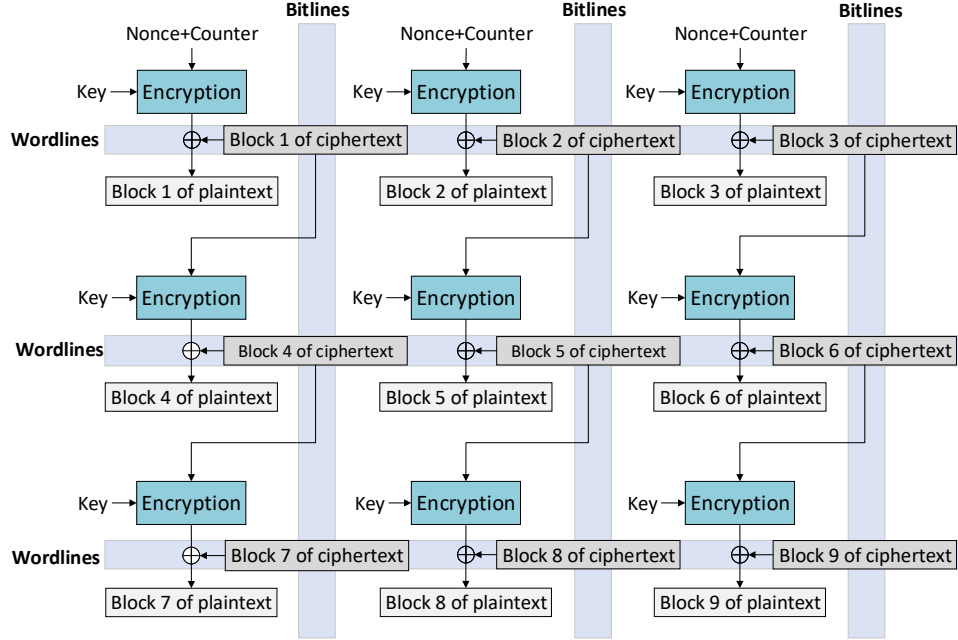 Bitlines Bitlines Bitlines
Nonce+Counter Nonce+Counter Nonce+Counter
Key Encryption Key Encryption Key Encryption
Wordlines Block 1 of ciphertext Block 2 of ciphertext Block 3 of ciphertext
Block 1 of plaintext Block 2 of plaintext Block 3 of plaintext
Key Encryption Key Encryption Key Encryption
Wordlines Block 4 of ciphertext Block 5 of ciphertext Block 6 of ciphertext
Block 4 of plaintext Block 5 of plaintext Block 6 of plaintext
Key Encryption Key Encryption Key Encryption
Wordlines Block 7 of ciphertext Block 8 of ciphertext Block 9 of ciphertext
Block 7 of plaintext Block 8 of plaintext Block 9 of plaintext